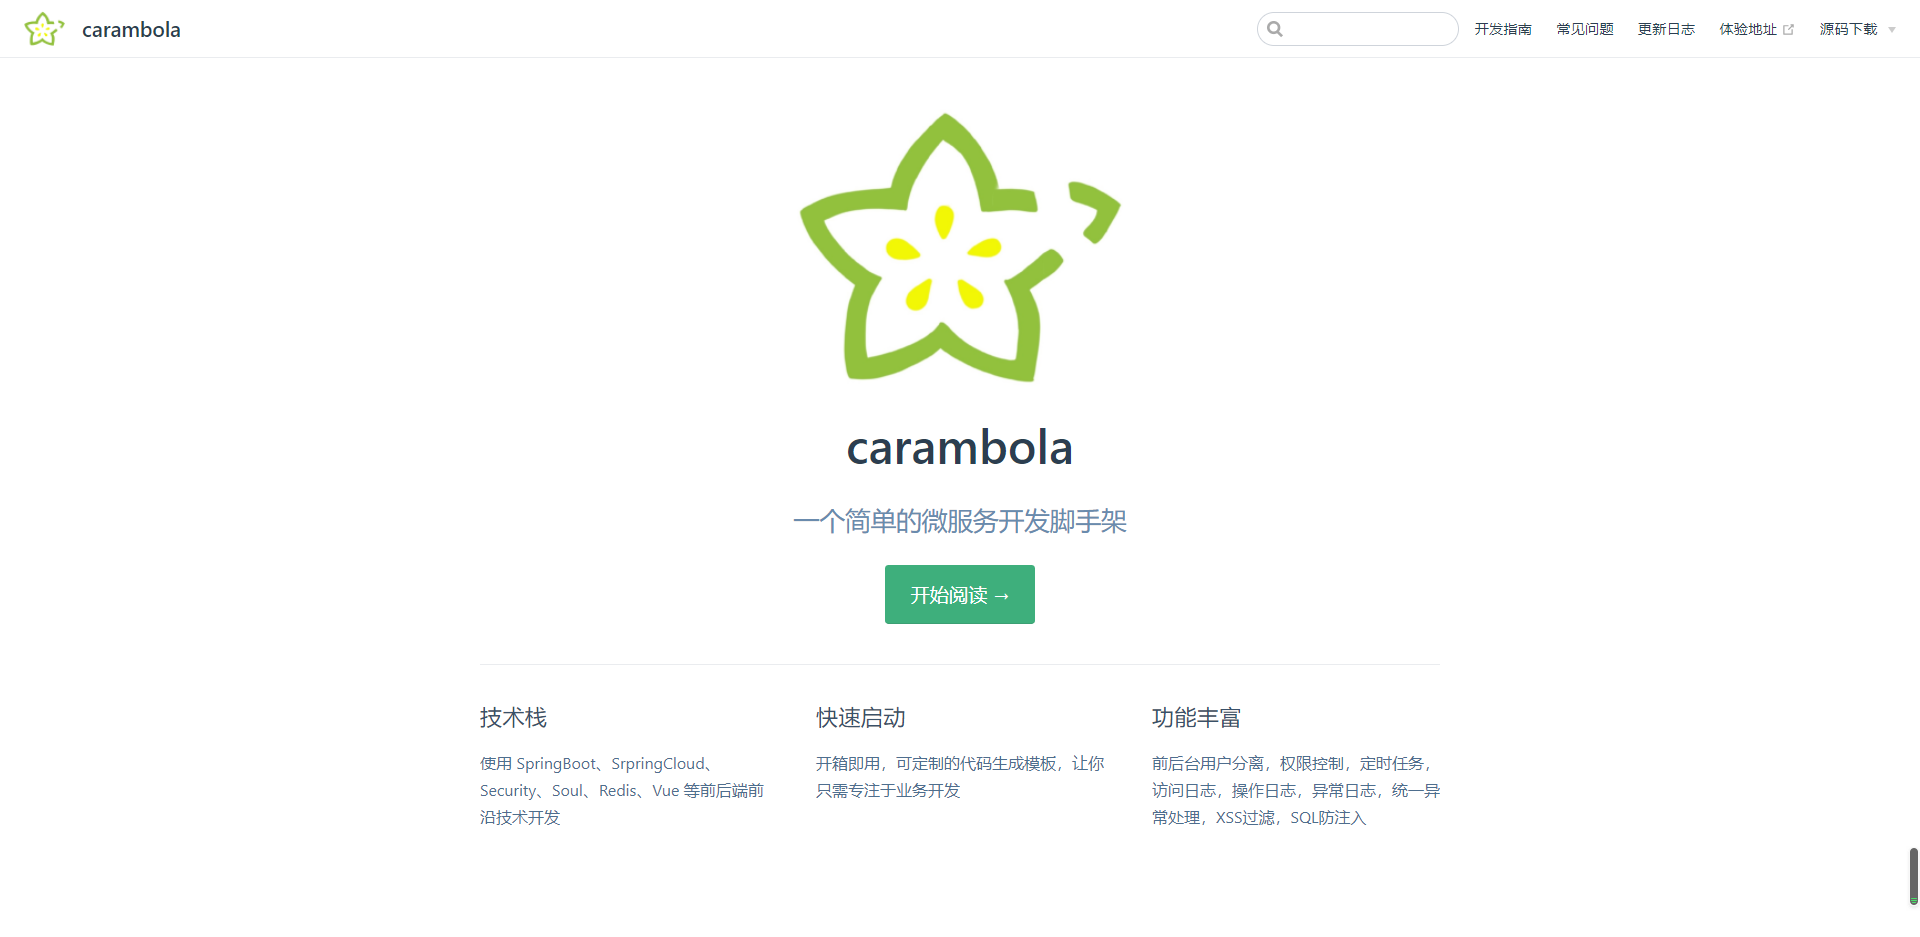 carambola
开发指南 常见问题 更新日志 体验地址 源码下载
carambola
一个简单的微服务开发脚手架
开始阅读 →
技术栈
使用 SpringBoot、SrpringCloud、
Security、Soul、Redis、Vue 等前后端前
沿技术开发
快速启动
开箱即用，可定制的代码生成模板，让你
只需专注于业务开发
功能丰富
前后台用户分离，权限控制，定时任务，
访问日志，操作日志，异常日志，统一异
常处理，XSS过滤，SQL防注入